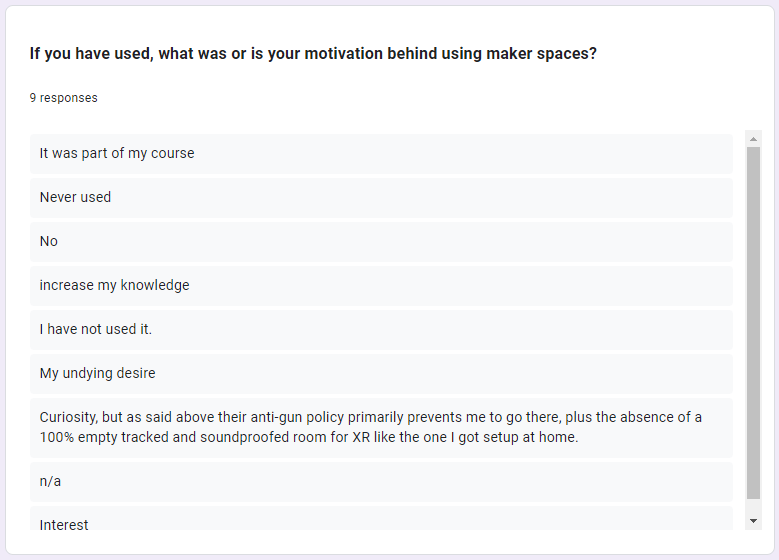 If you have used, what was or is your motivation behind using maker spaces?
9 responses
It was part of my course
Never used
No
increase my knowledge
I have not used it.
My undying desire
Curiosity, but as said above their anti-gun policy primarily prevents me to go there, plus the absence of a
100% empty tracked and soundproofed room for XR like the one I got setup at home.
n/a
Interest